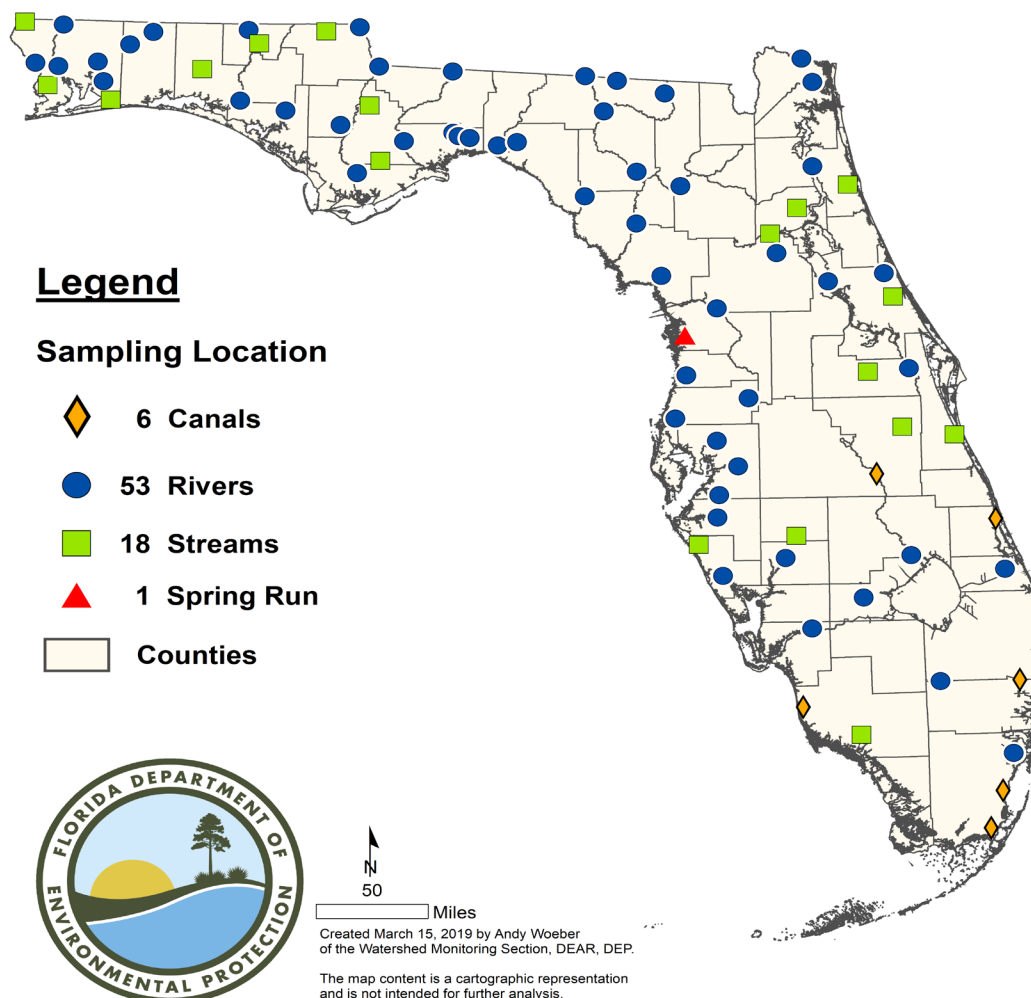 Legend
Sampling Location
6 Canals
53 Rivers
18 Streams
1 Spring Run
Counties
FLORIDA DEPARTMENT OF
ENVIRONMENTAL PROTECTION
N
50
Miles
Created March 15, 2019 by Andy Woeber
of the Watershed Monitoring Section, DEAR, DEP.
The map content is a cartographic representation
and is not intended for further analysis.